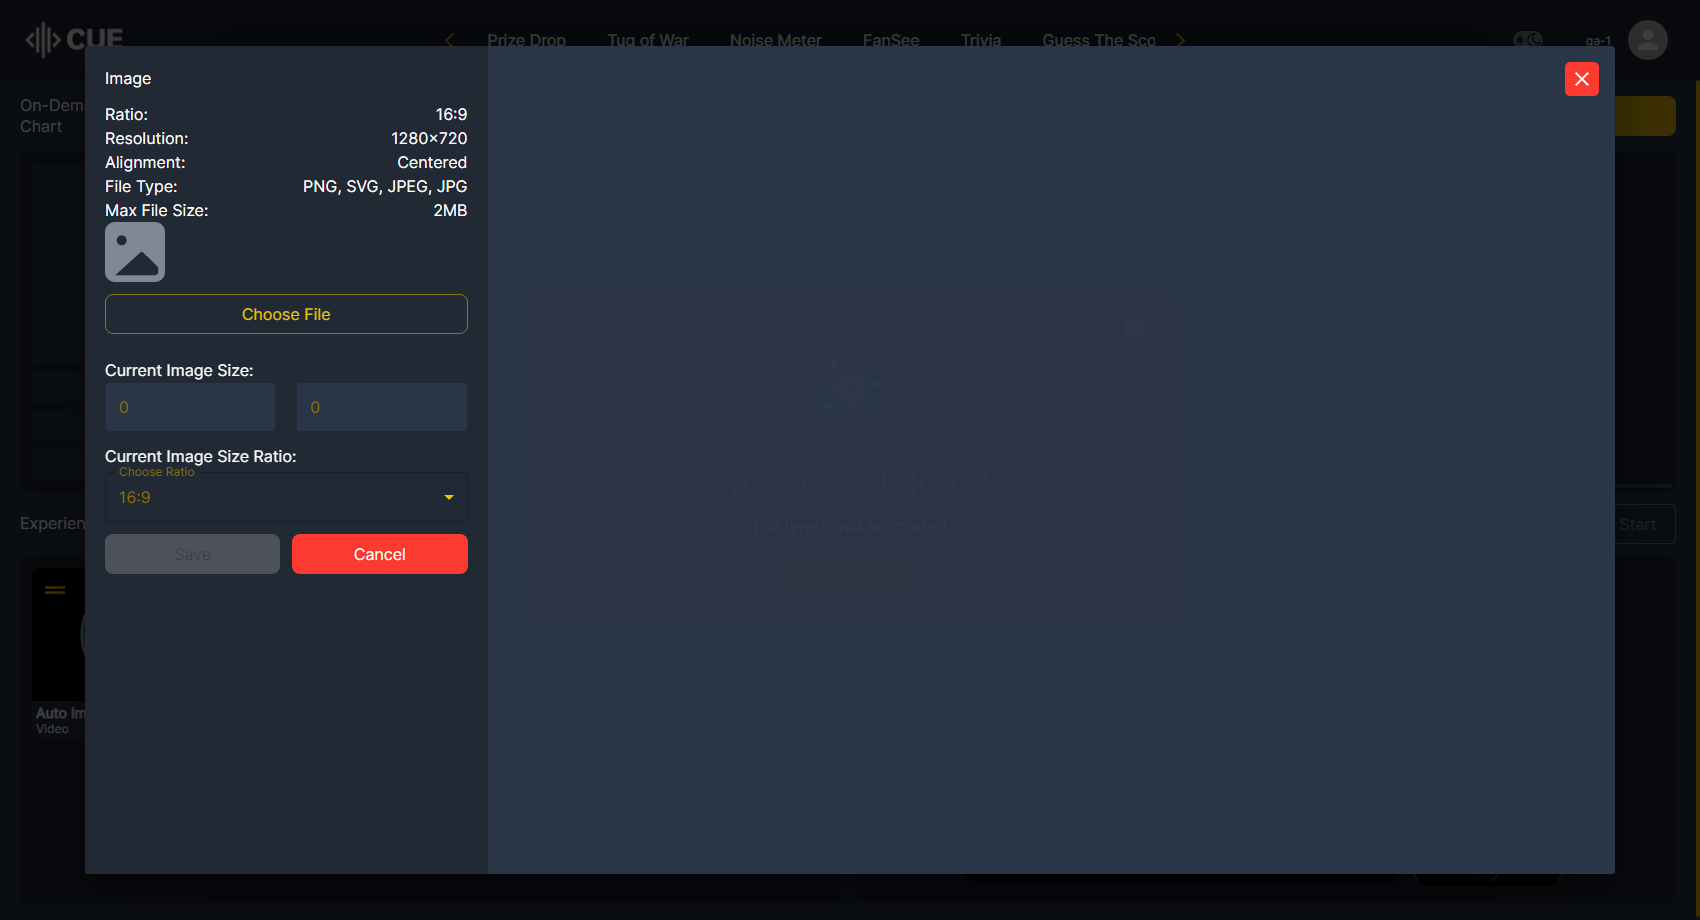 CUE
Prize Drop
Tug of War
Noise Meter
FanSee
Trivia
Guess The Sco
qa-1
On-Dem
Chart
Image
Ratio: 16:9
Resolution: 1280×720
Alignment: Centered
File Type: PNG, SVG, JPEG, JPG
Max File Size: 2MB
Choose File
Current Image Size:
0 0
Current Image Size Ratio:
Choose Ratio
16:9
Save Cancel
Failed to Upload!
File type is not supported
Experien
Start
Auto Im
Video